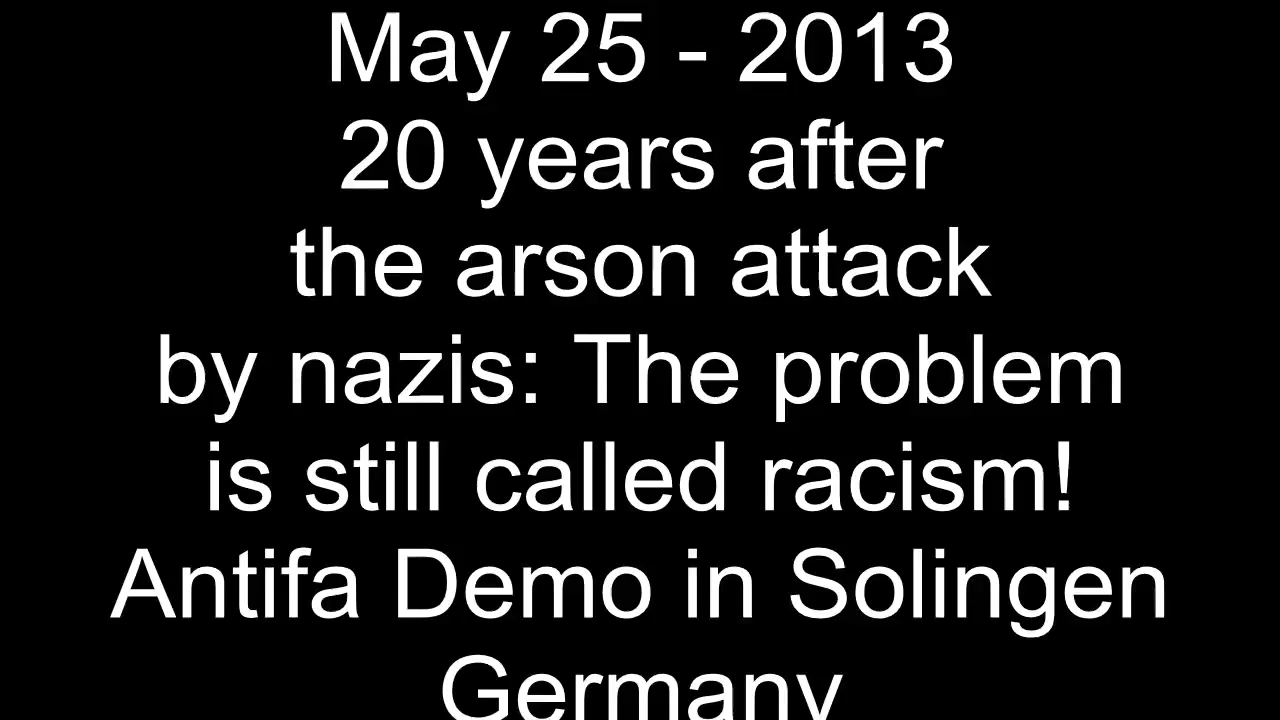 May 25 - 2013
20 years after
the arson attack
by nazis: The problem
is still called racism!
Antifa Demo in Solingen
Germany